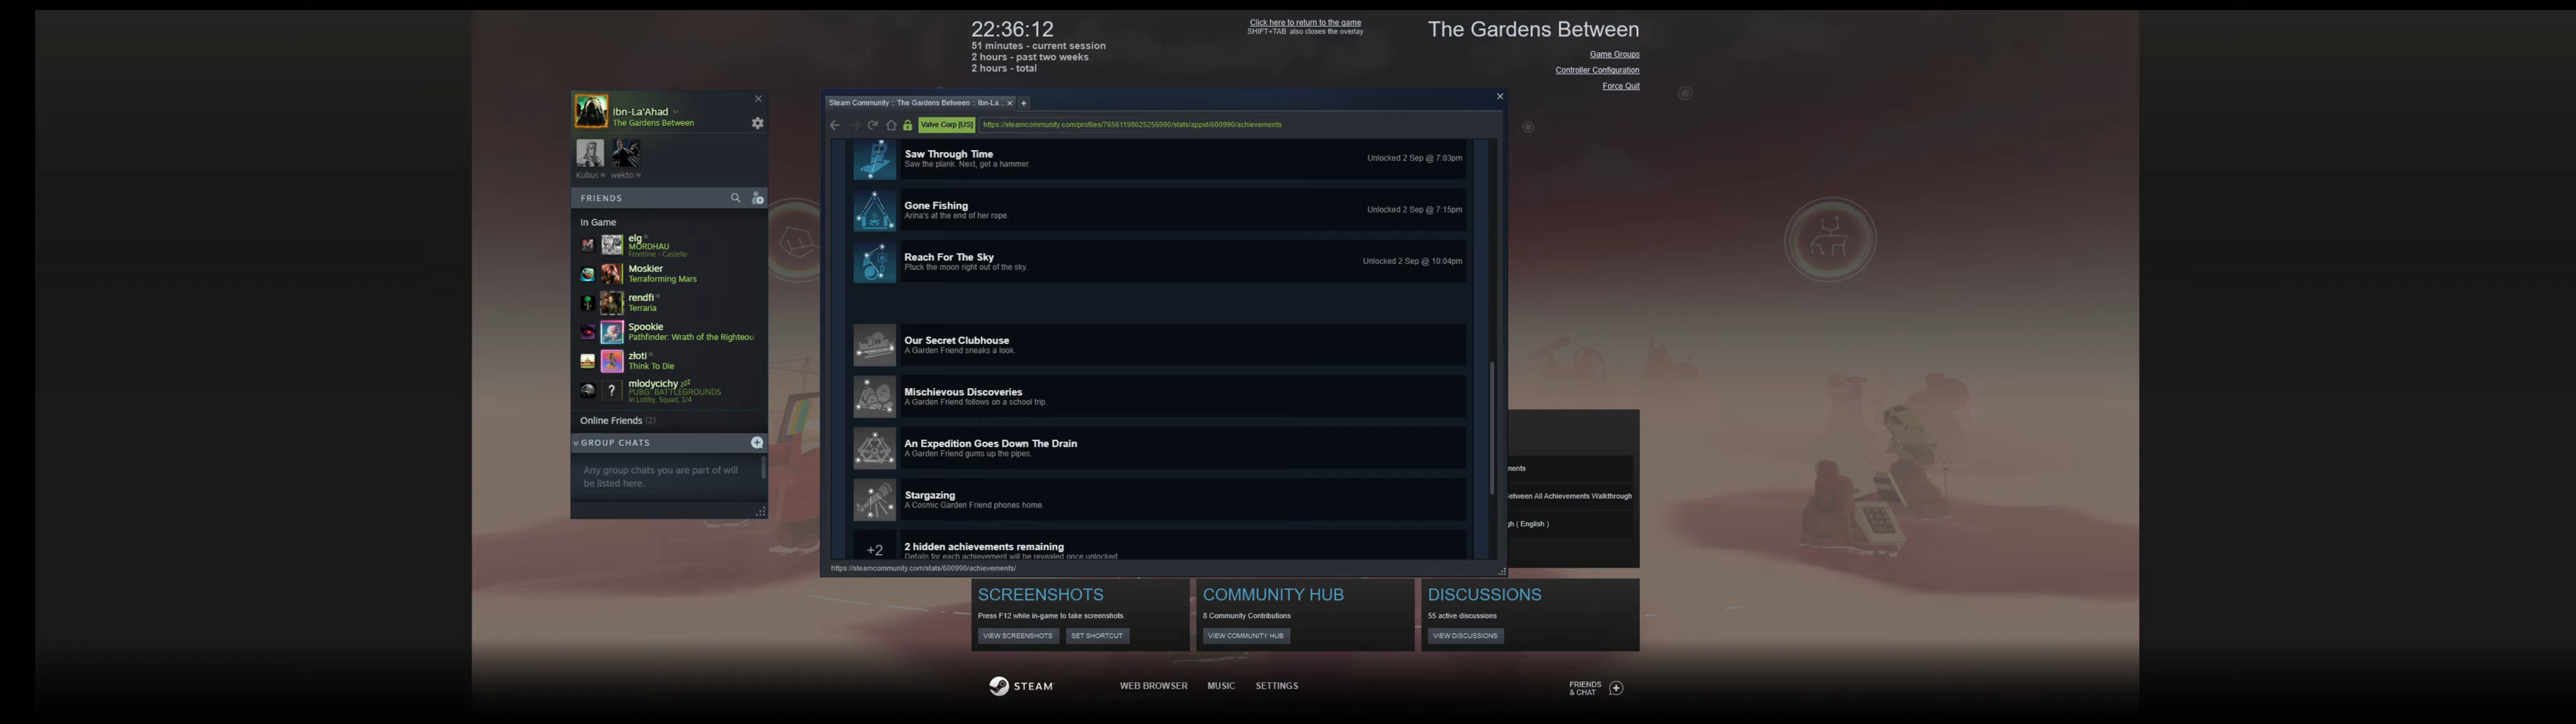 22:36:12
51 minutes - current session
2 hours - past two weeks
2 hours - total
Click here to return to the game
SHIFT+TAB also closes the overlay
The Gardens Between
Game Groups
Controller Configuration
Force Quit
Ibn-La'Ahad
The Gardens Between
Kubuś wekto
FRIENDS
In Game
elg
MORDHAU
Frontline - Castello
Moskier
Terraforming Mars
rendfi
Terraria
Spookie
Pathfinder: Wrath of the Righteou
złoti
Think To Die
mlodycichy zzz
PUBG: BATTLEGROUNDS
In Lobby, Squad, 1/4
Online Friends (2)
GROUP CHATS
Any group chats you are part of will
be listed here.
Steam Community :: The Gardens Between :: Ibn-La...
Valve Corp [US] https://steamcommunity.com/profiles/76561198025256990/stats/appid/600990/achievements
Saw Through Time
Saw the plank. Next, get a hammer.
Unlocked 2 Sep @ 7:03pm
Gone Fishing
Arina's at the end of her rope.
Unlocked 2 Sep @ 7:15pm
Reach For The Sky
Pluck the moon right out of the sky.
Unlocked 2 Sep @ 10:04pm
Our Secret Clubhouse
A Garden Friend sneaks a look.
Mischievous Discoveries
A Garden Friend follows on a school trip.
An Expedition Goes Down The Drain
A Garden Friend gums up the pipes.
Stargazing
A Cosmic Garden Friend phones home.
+2
2 hidden achievements remaining
Details for each achievement will be revealed once unlocked
https://steamcommunity.com/stats/600990/achievements/
nents
Between All Achievements Walkthrough
gh ( English )
SCREENSHOTS
Press F12 while in-game to take screenshots.
VIEW SCREENSHOTS SET SHORTCUT
COMMUNITY HUB
8 Community Contributions
VIEW COMMUNITY HUB
DISCUSSIONS
55 active discussions
VIEW DISCUSSIONS
STEAM
WEB BROWSER MUSIC SETTINGS
FRIENDS
& CHAT